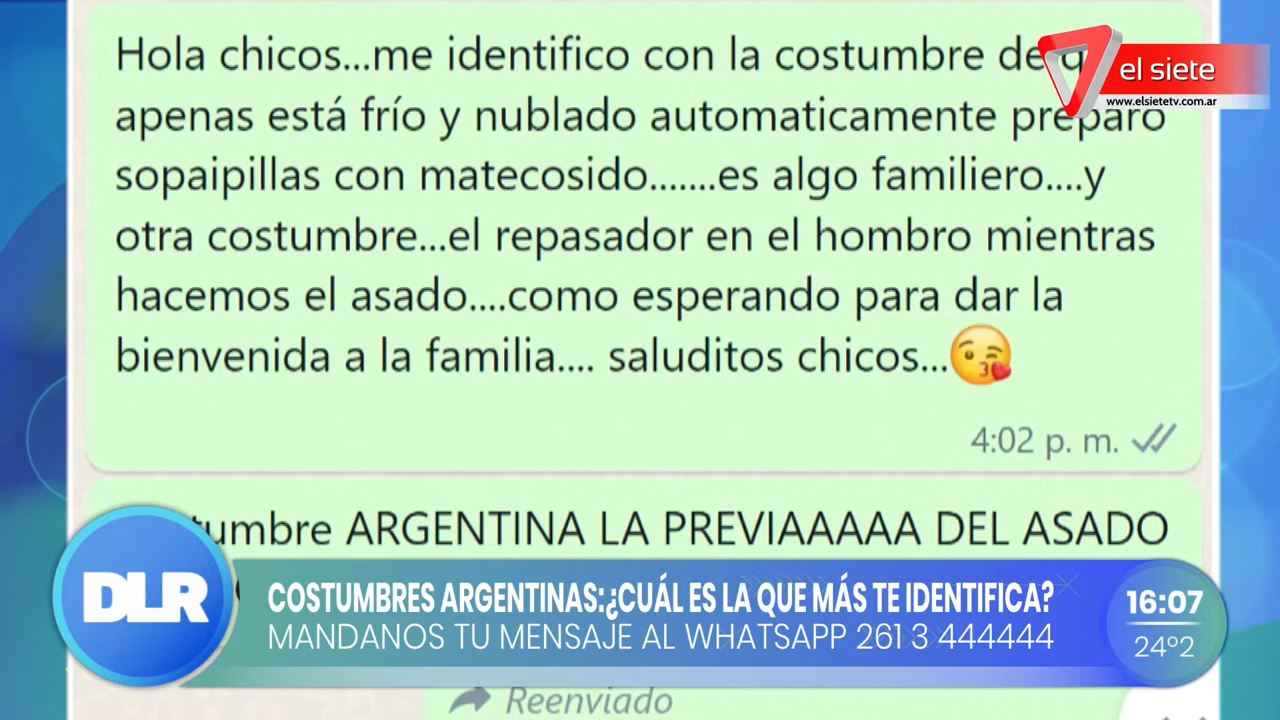 Hola chicos...me identifico con la costumbre de
apenas está frío y nublado automaticamente preparo
sopaipillas con matecosido.......es algo familiero....y
otra costumbre...el repasador en el hombro mientras
hacemos el asado....como esperando para dar la
bienvenida a la familia.... saluditos chicos...😘
4:02 p. m.
el siete
www.elsietetv.com.ar
tumbre ARGENTINA LA PREVIAAAAA DEL ASADO
DLR
COSTUMBRES ARGENTINAS:¿CUÁL ES LA QUE MÁS TE IDENTIFICA?
MANDANOS TU MENSAJE AL WHATSAPP 261 3 444444
16:07
24º2
Reenviado